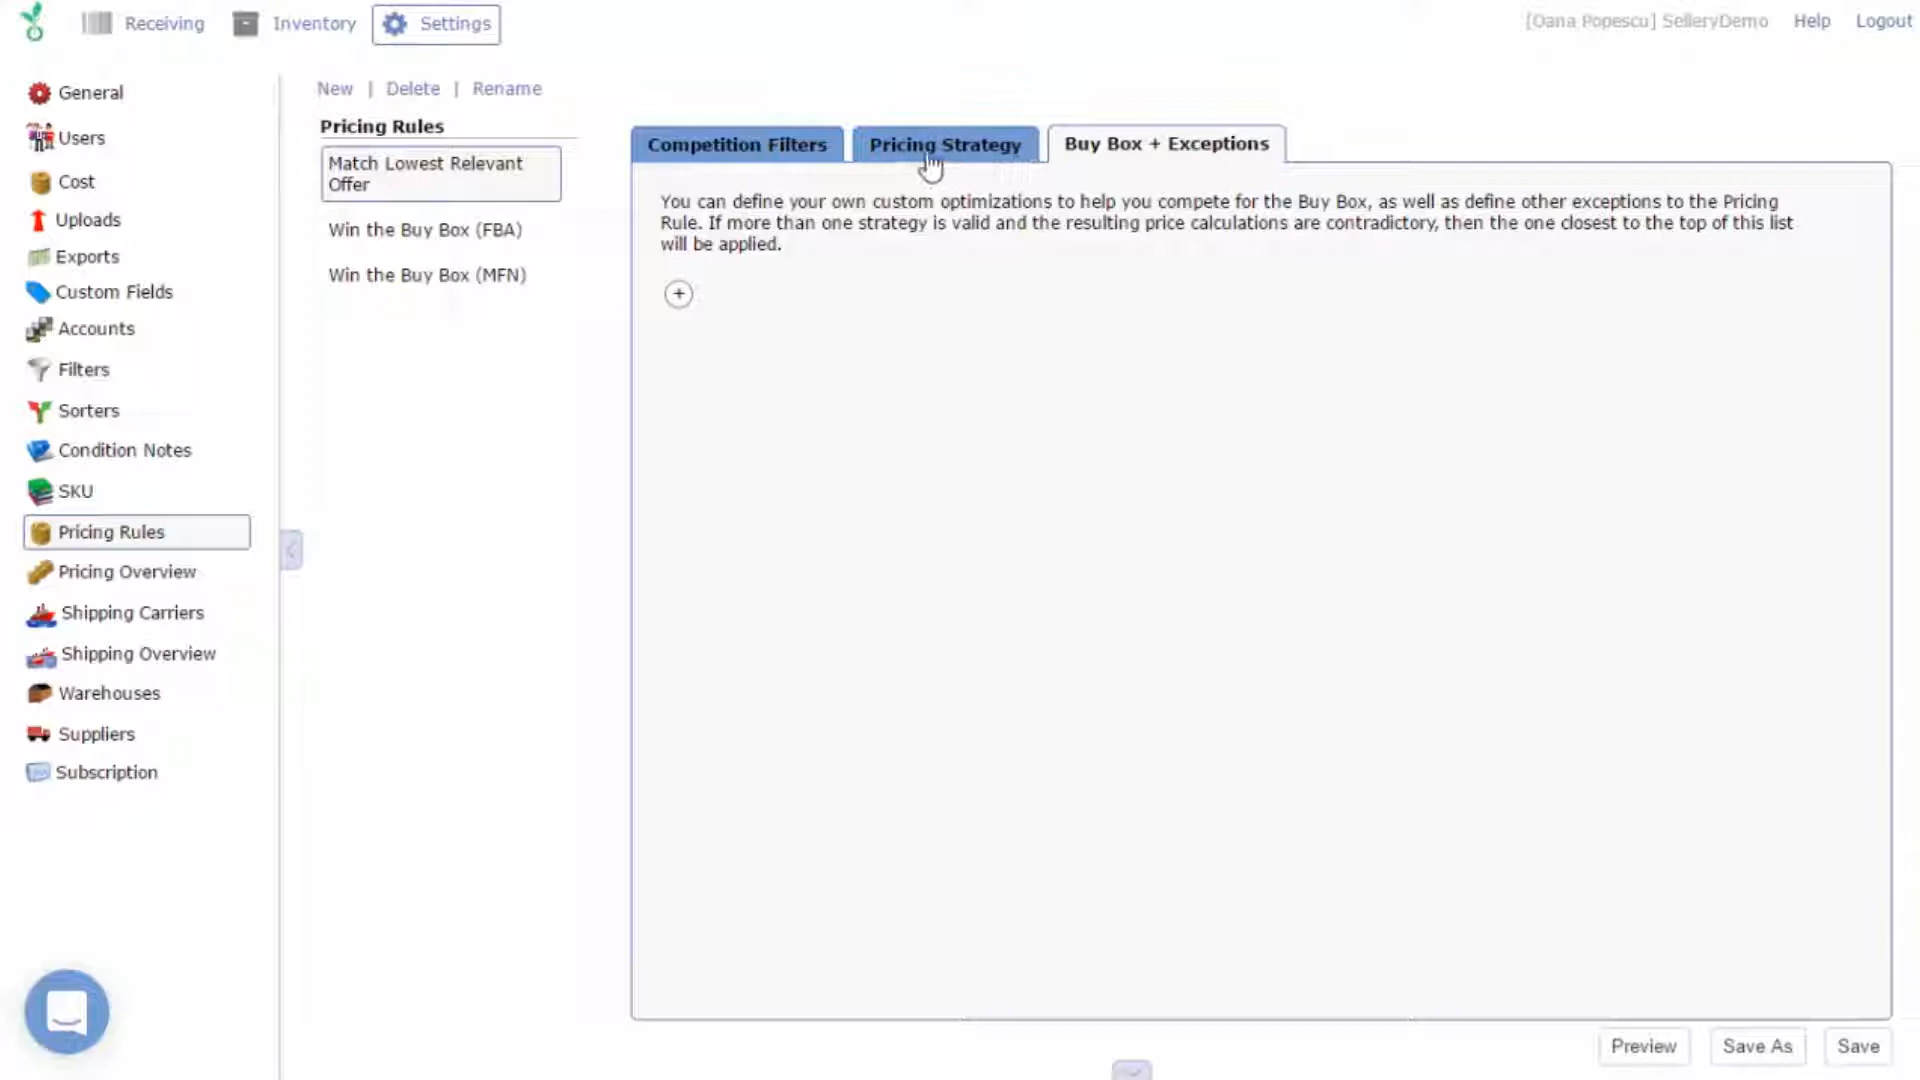 Receiving Inventory Settings [Oana Popescu] SelleryDemo Help Logout
General
Users
Cost
Uploads
Exports
Custom Fields
Accounts
Filters
Sorters
Condition Notes
SKU
Pricing Rules
Pricing Overview
Shipping Carriers
Shipping Overview
Warehouses
Suppliers
Subscription
New | Delete | Rename
Pricing Rules
Match Lowest Relevant
Offer
Win the Buy Box (FBA)
Win the Buy Box (MFN)
Competition Filters Pricing Strategy Buy Box + Exceptions
You can define your own custom optimizations to help you compete for the Buy Box, as well as define other exceptions to the Pricing
Rule. If more than one strategy is valid and the resulting price calculations are contradictory, then the one closest to the top of this list
will be applied.
+
Preview Save As Save